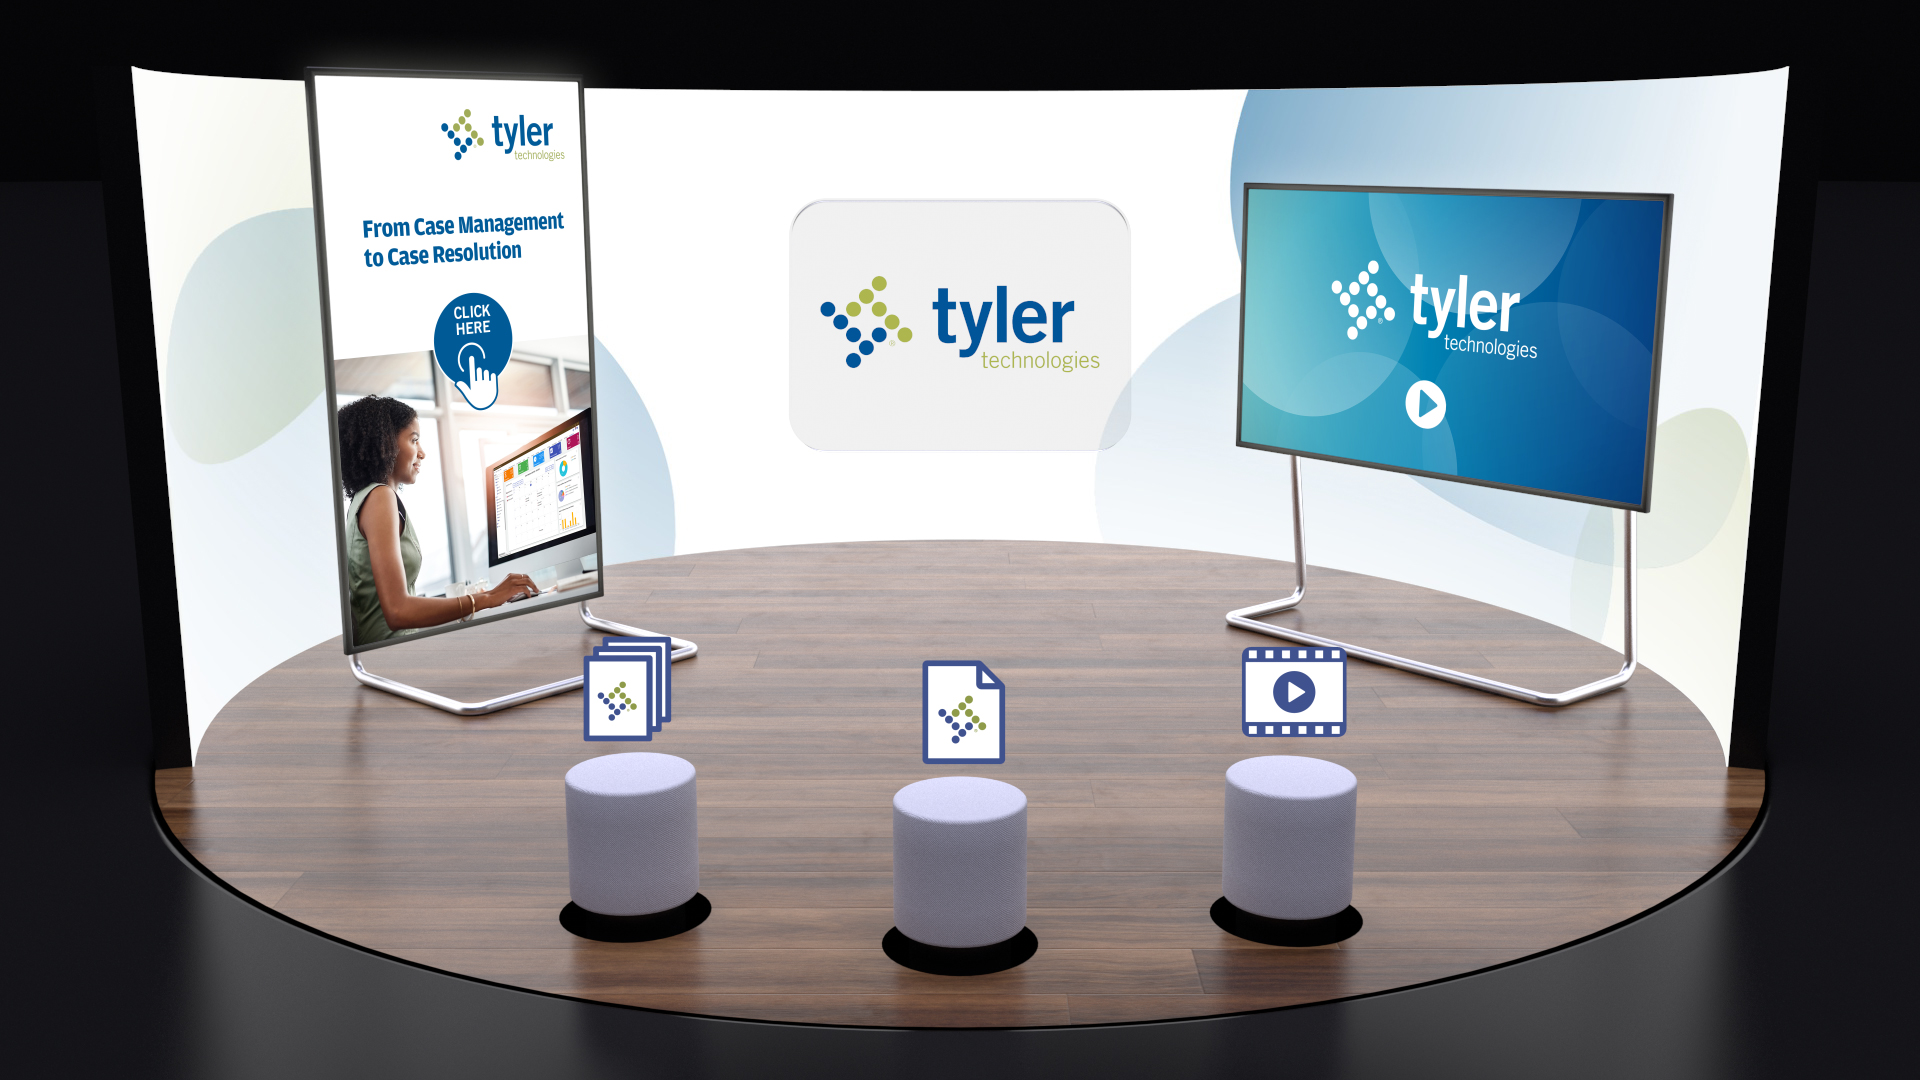 tyler
technologies
From Case Management
to Case Resolution
CLICK
HERE
tyler
®
technologies
tyler
®
technologies